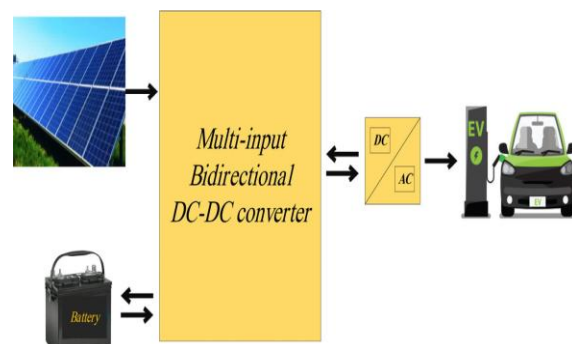 Multi-input
Bidirectional
DC-DC converter
DC
AC
EV
EV
Battery